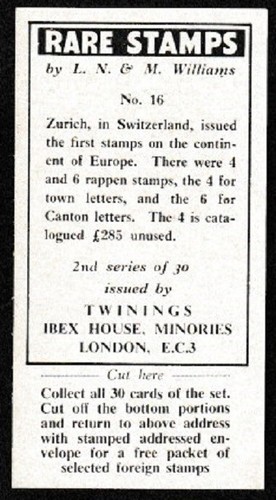 RARE STAMPS
by L. N. & M. Williams
No. 16
Zurich, in Switzerland, issued
the first stamps on the contin-
ent of Europe. There were 4
and 6 rappen stamps, the 4 for
town letters, and the 6 for
Canton letters. The 4 is cata-
logued £285 unused.
2nd series of 30
issued by
TWININGS
IBEX HOUSE, MINORIES
LONDON, E.C.3
Cut here
Collect all 30 cards of the set.
Cut off the bottom portions
and return to above address
with stamped addressed en-
velope for a free packet of
selected foreign stamps